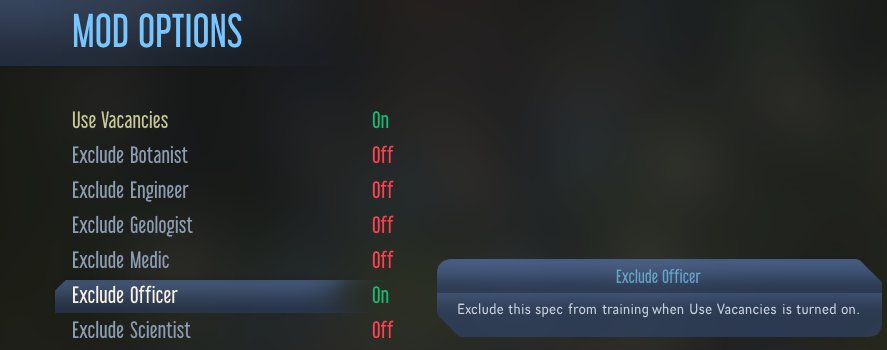 MOD OPTIONS
Use Vacancies On
Exclude Botanist Off
Exclude Engineer Off
Exclude Geologist Off
Exclude Medic Off
Exclude Officer On
Exclude Scientist Off
Exclude Officer
Exclude this spec from training when Use Vacancies is turned on.